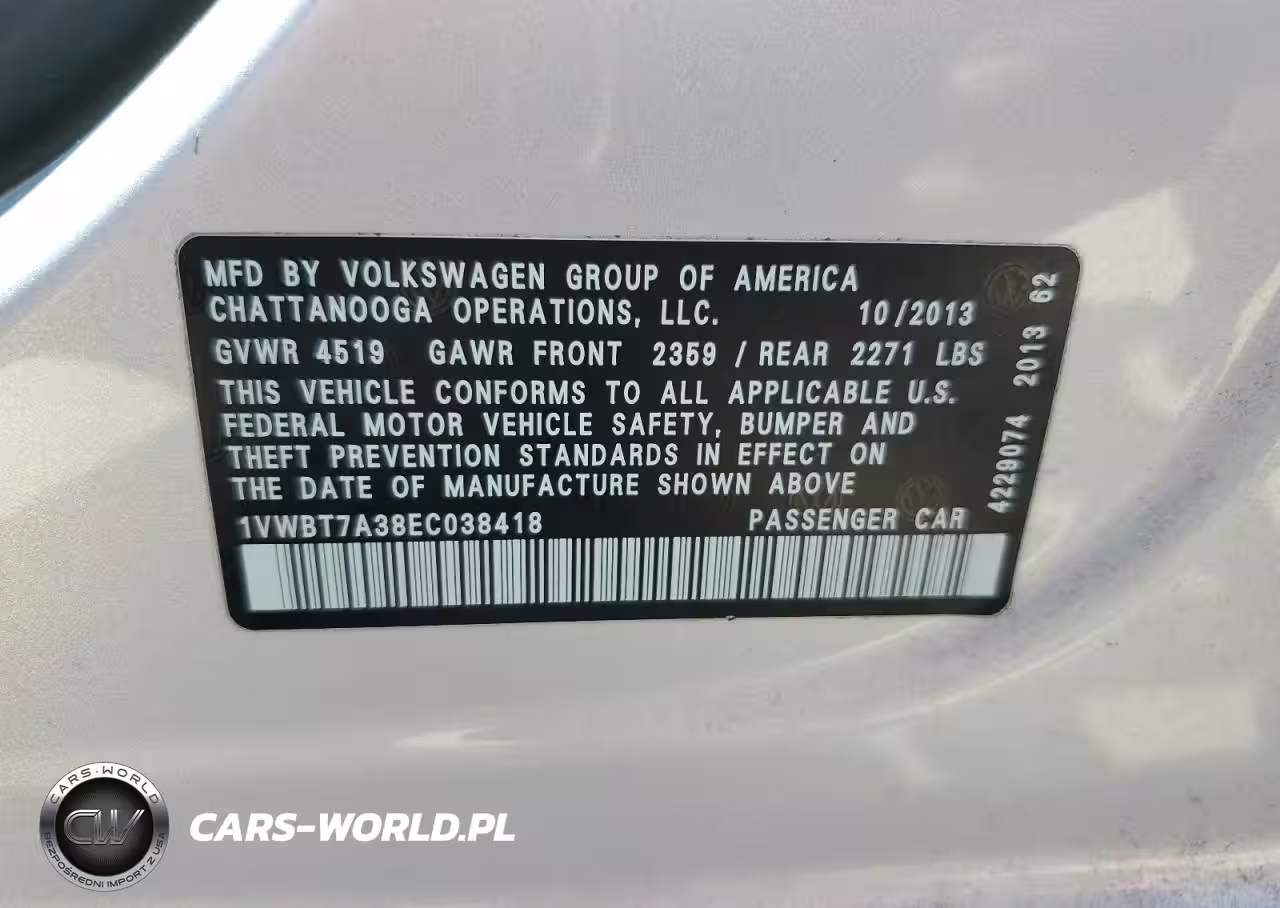 MFD BY VOLKSWAGEN GROUP OF AMERICA
CHATTANOOGA OPERATIONS, LLC. 10/2013
GVWR 4519 GAWR FRONT 2359 / REAR 2271 LBS
THIS VEHICLE CONFORMS TO ALL APPLICABLE U.S.
FEDERAL MOTOR VEHICLE SAFETY, BUMPER AND
THEFT PREVENTION STANDARDS IN EFFECT ON
THE DATE OF MANUFACTURE SHOWN ABOVE
1VWBT7A38EC038418 PASSENGER CAR
4229074 2013 62
CARS-WORLD
CW
BEZPOŚREDNI IMPORT Z USA
CARS-WORLD.PL